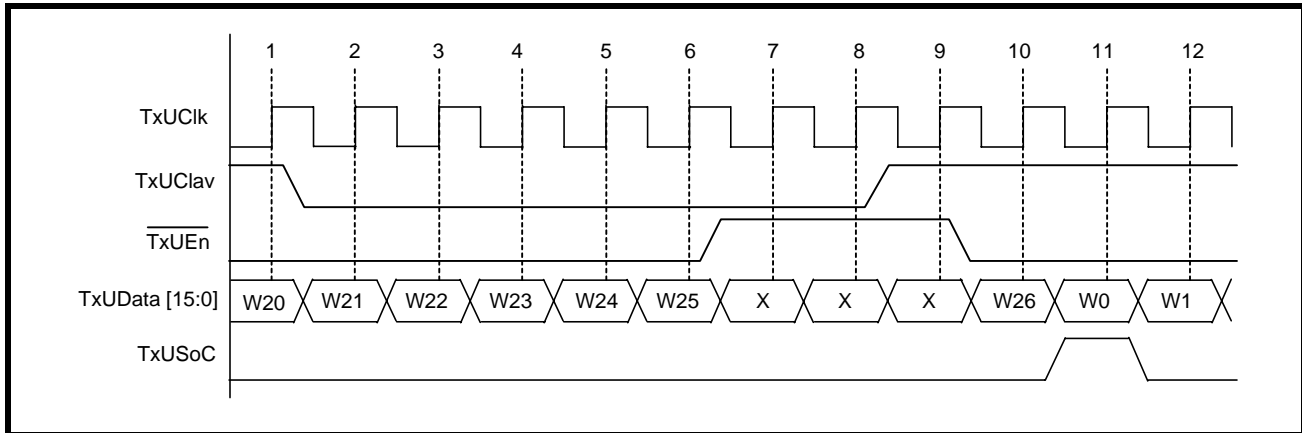 1 2 3 4 5 6 7 8 9 10 11 12
TxUClk
TxUClav
TxUEn
TxUData [15:0] W20 W21 W22 W23 W24 W25 X X X W26 W0 W1
TxUSoC